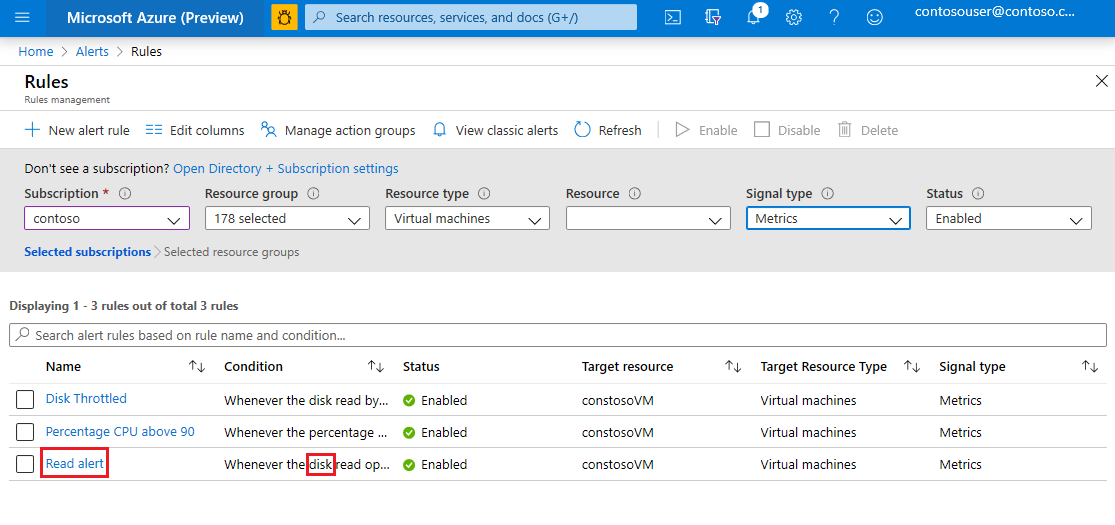 Microsoft Azure (Preview) Search resources, services, and docs (G+/) 1 ? contosouser@contoso.c...
Home > Alerts > Rules
Rules
Rules management
New alert rule Edit columns Manage action groups View classic alerts Refresh Enable Disable Delete
Don't see a subscription? Open Directory + Subscription settings
Subscription * Resource group Resource type Resource Signal type Status
contoso 178 selected Virtual machines Metrics Enabled
Selected subscriptions > Selected resource groups
Displaying 1 - 3 rules out of total 3 rules
Search alert rules based on rule name and condition...
Name Condition Status Target resource Target Resource Type Signal type
Disk Throttled Whenever the disk read by... Enabled constosoVM Virtual machines Metrics
Percentage CPU above 90 Whenever the percentage ... Enabled constosoVM Virtual machines Metrics
Read alert Whenever the disk read op... Enabled constosoVM Virtual machines Metrics